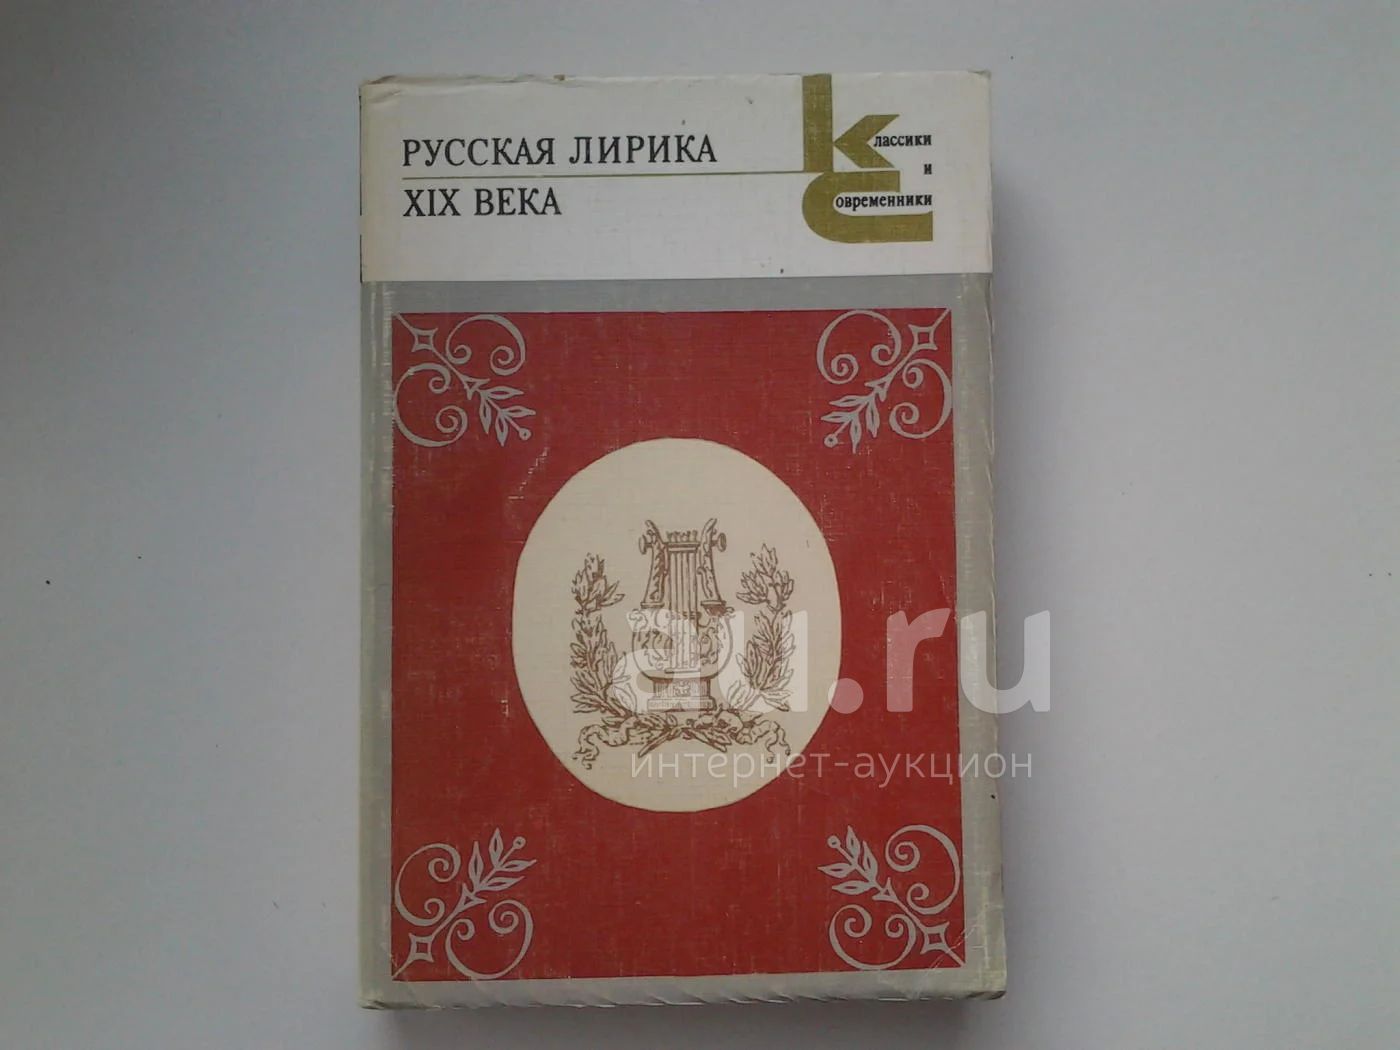 РУССКАЯ ЛИРИКА
XIX ВЕКА
Классики
и
Современники
au.ru
интернет-аукцион